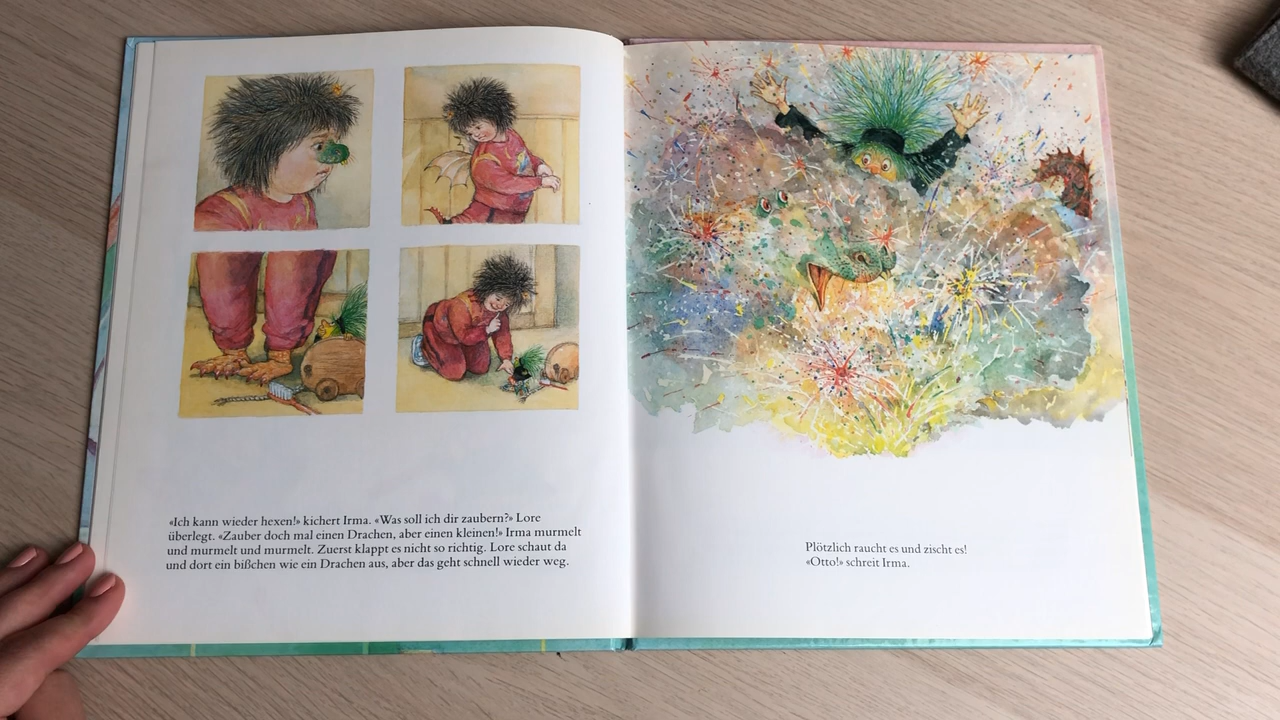 «Ich kann wieder hexen!» kichert Irma. «Was soll ich dir zaubern?» Lore
überlegt. «Zauber doch mal einen Drachen, aber einen kleinen!» Irma murmelt
und murmelt und murmelt. Zuerst klappt es nicht so richtig. Lore schaut da
und dort ein bißchen wie ein Drachen aus, aber das geht schnell wieder weg.
Plötzlich raucht es und zischt es!
«Otto!» schreit Irma.